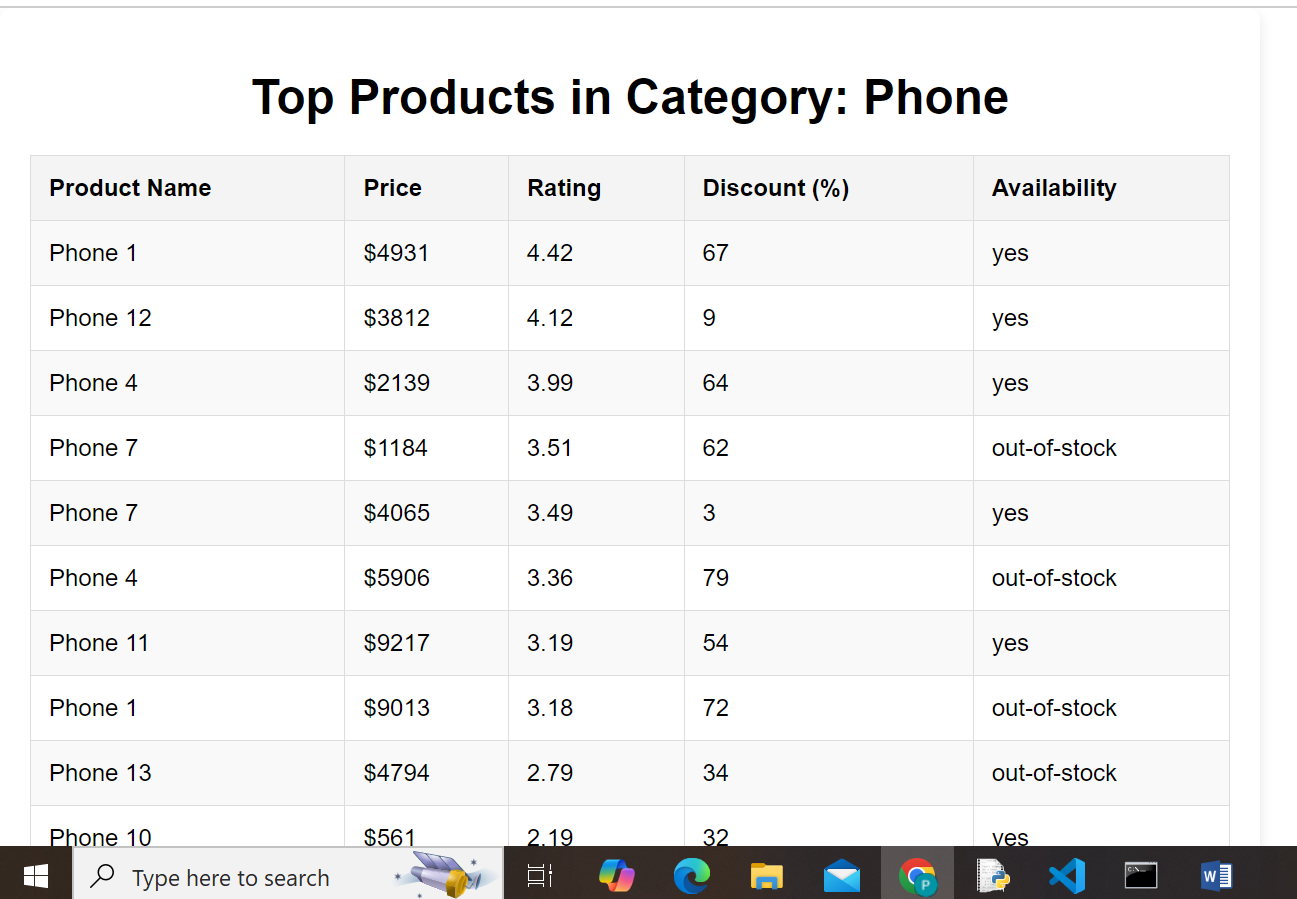 Top Products in Category: Phone
Product Name Price Rating Discount (%) Availability
Phone 1 $4931 4.42 67 yes
Phone 12 $3812 4.12 9 yes
Phone 4 $2139 3.99 64 yes
Phone 7 $1184 3.51 62 out-of-stock
Phone 7 $4065 3.49 3 yes
Phone 4 $5906 3.36 79 out-of-stock
Phone 11 $9217 3.19 54 yes
Phone 1 $9013 3.18 72 out-of-stock
Phone 13 $4794 2.79 34 out-of-stock
Phone 10 $561 2.19 32 yes
Type here to search
P
W